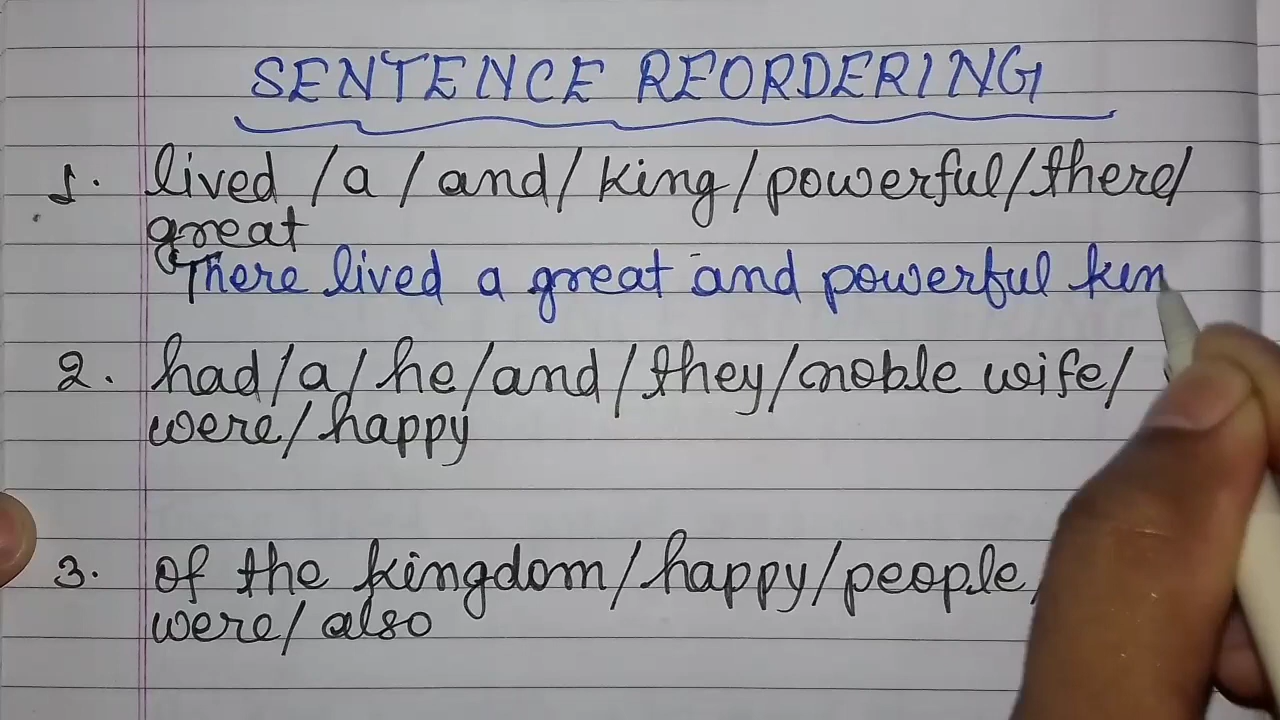 SENTENCE REORDERING
1. lived /a / and/ king/powerful/there/
great
There lived a great and powerful kin
2. had/a/he/and/they/noble wife/
were/happy
3. of the kingdom/happy/people
were/also